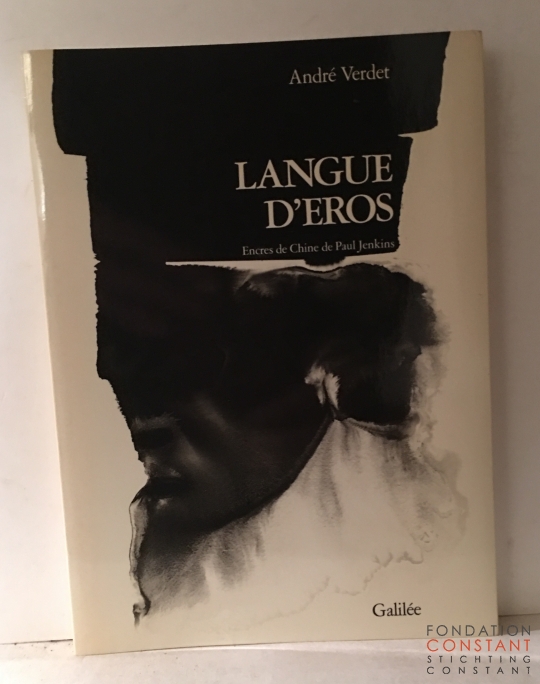 André Verdet
LANGUE
D'EROS
Encres de Chine de Paul Jenkins
Galilée
FONDATION
CONSTANT
STICHTING
CONSTANT